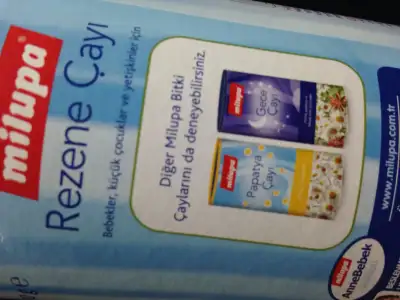 milupa
Rezene Çayı
Bebekler, küçük çocuklar ve yetişkinler için
Diğer Milupa Bitki
Çaylarını da deneyebilirsiniz.
milupa
Gece
Çayı
milupa
Papatya
Çayı
www.milupa.com.tr
milupa
AnneBebek